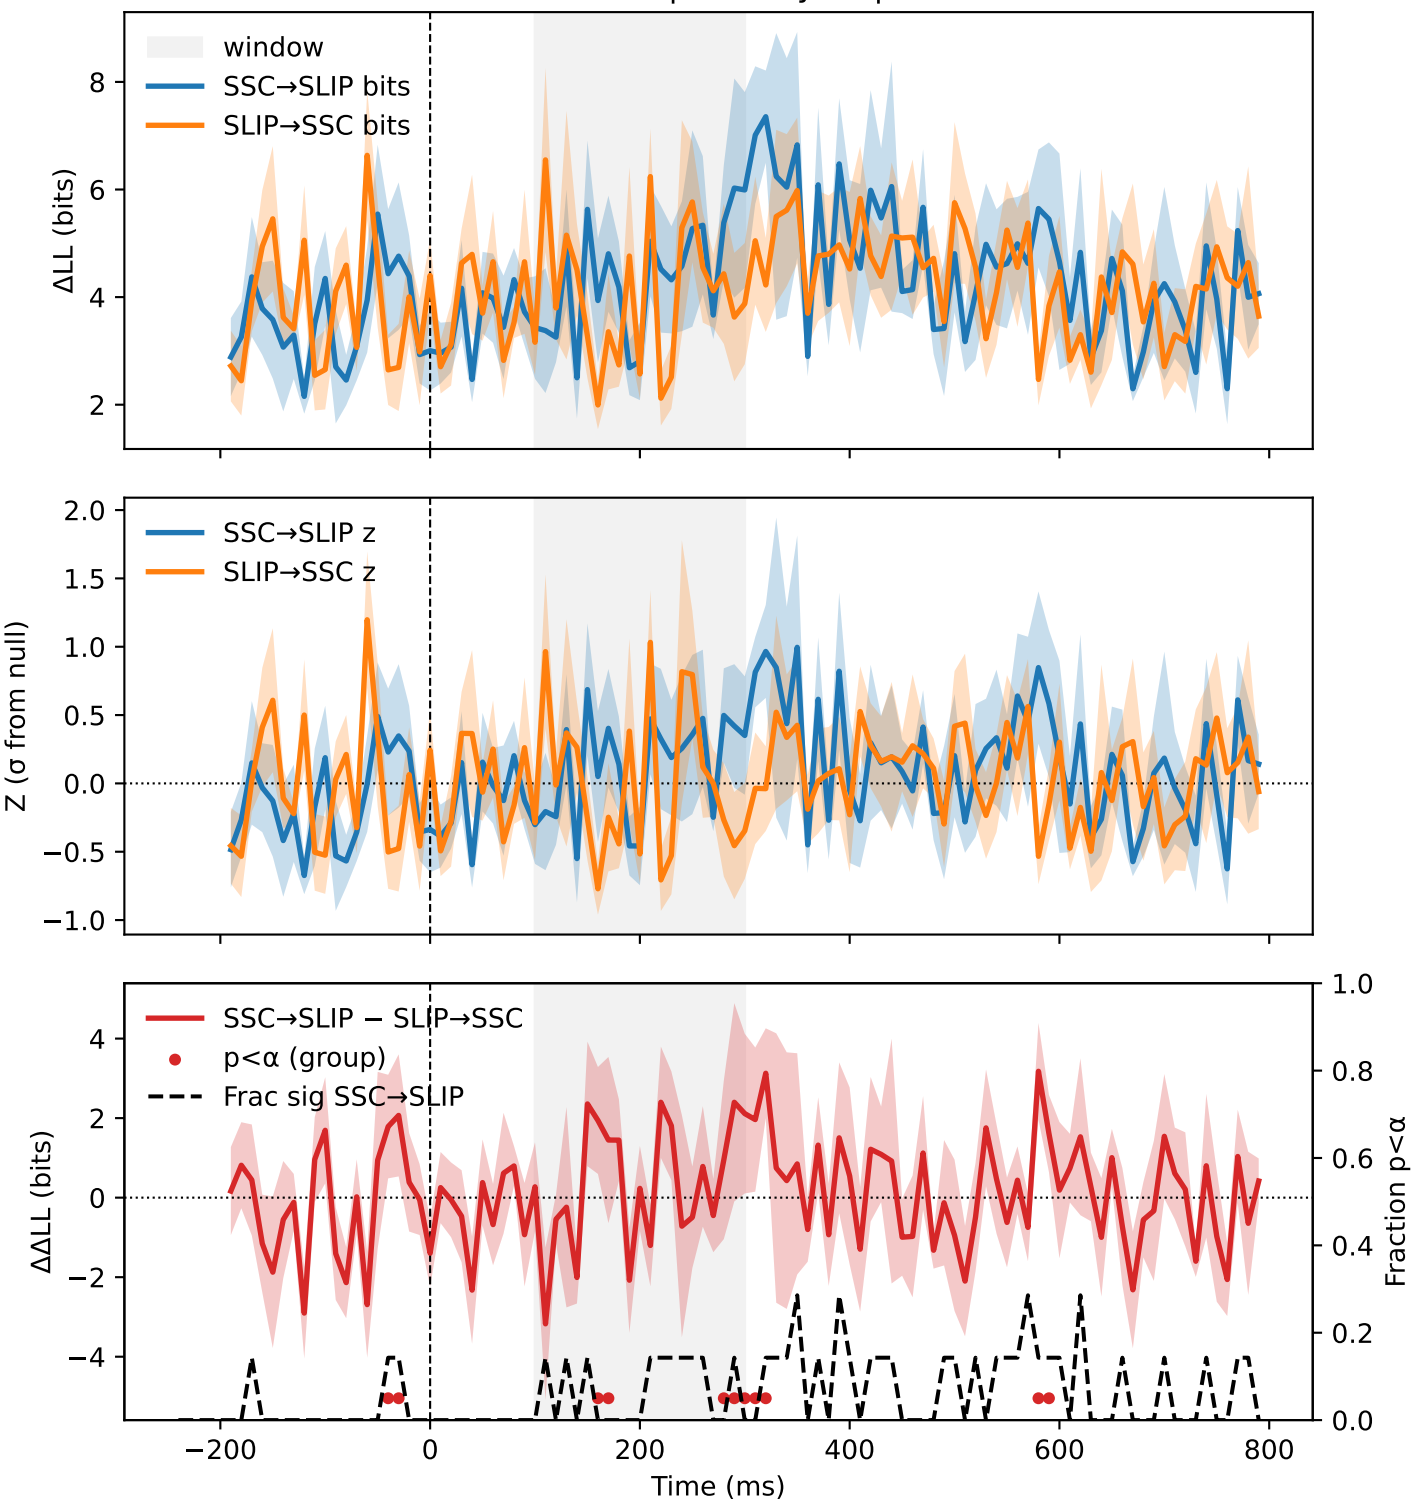 window
SSC→SLIP bits
SLIP→SSC bits
ΔLL (bits)
8
6
4
2
SSC→SLIP z
SLIP→SSC z
Z (σ from null)
2.0
1.5
1.0
0.5
0.0
−0.5
−1.0
SSC→SLIP − SLIP→SSC
p<α (group)
Frac sig SSC→SLIP
ΔΔLL (bits)
4
2
0
−2
−4
1.0
0.8
0.6
0.4
0.2
0.0
Fraction p<α
−200
0
200
400
600
800
Time (ms)